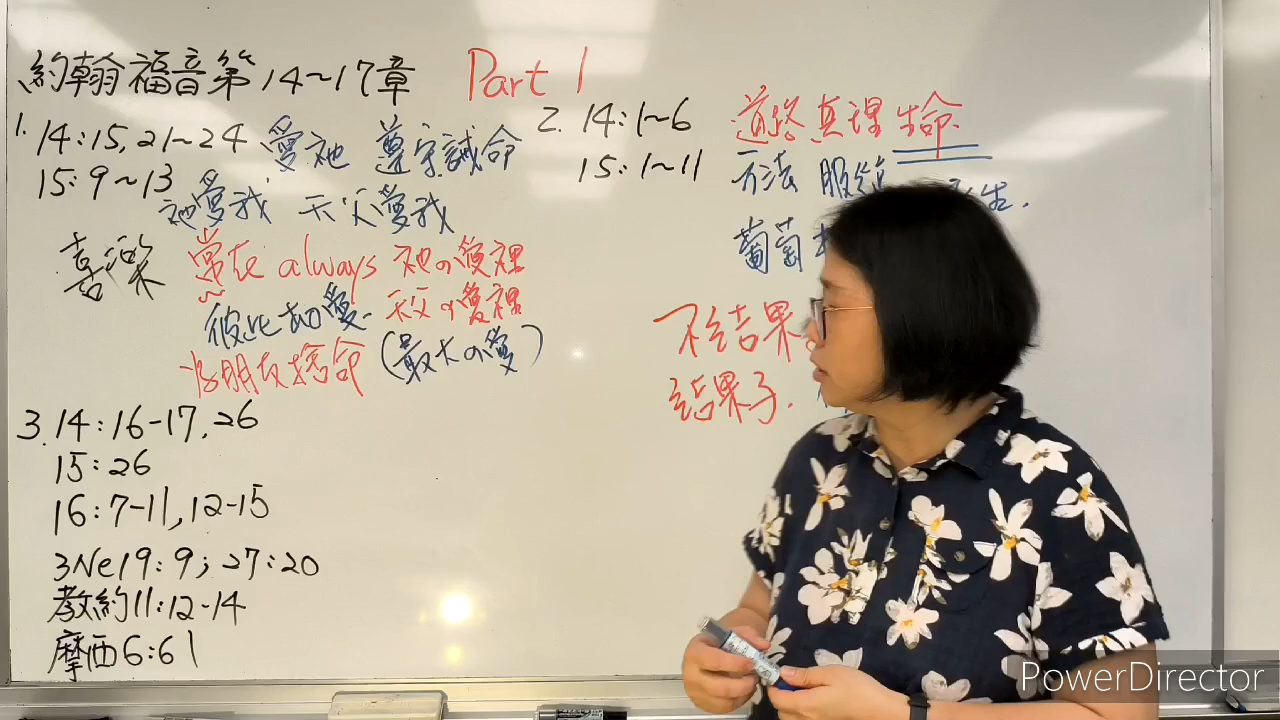 約翰福音第14~17章 Part 1
1. 14:15,21~24 愛祂 遵守誡命
15:9~13 祂愛我 天父愛我
喜樂 常在 always 祂の愛裡
彼此相愛. 天父の愛裡
為朋友捨命 (最大の愛)
2. 14:1~6 道路 真理 生命
15:1~11 方法 服從
葡萄
不結果
結果子.
3. 14:16-17,26
15:26
16:7-11,12-15
3Ne19:9; 27:20
教約11:12-14
摩西6:61
PowerDirector